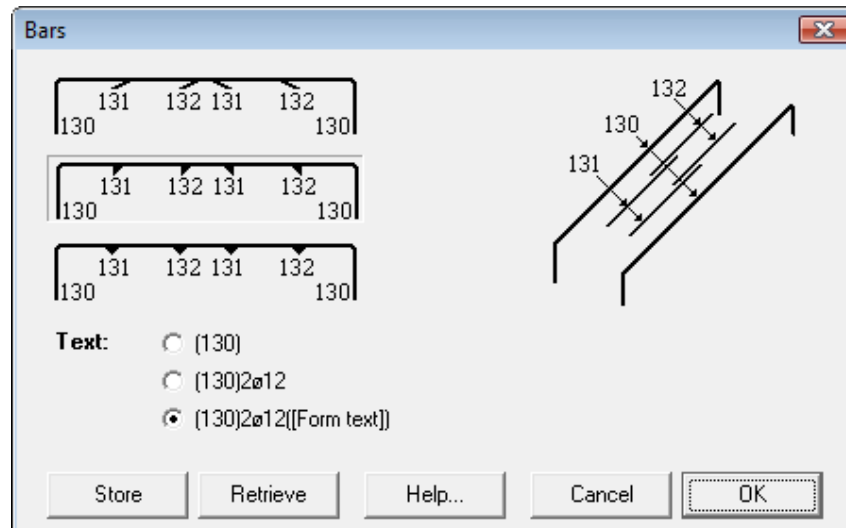 Bars
131 132 131 132
130 130
131 132 131 132
130 130
131 132 131 132
130 130
132
130
131
Text:
(130)
(130)2ø12
(130)2ø12([Form text])
Store Retrieve Help... Cancel OK